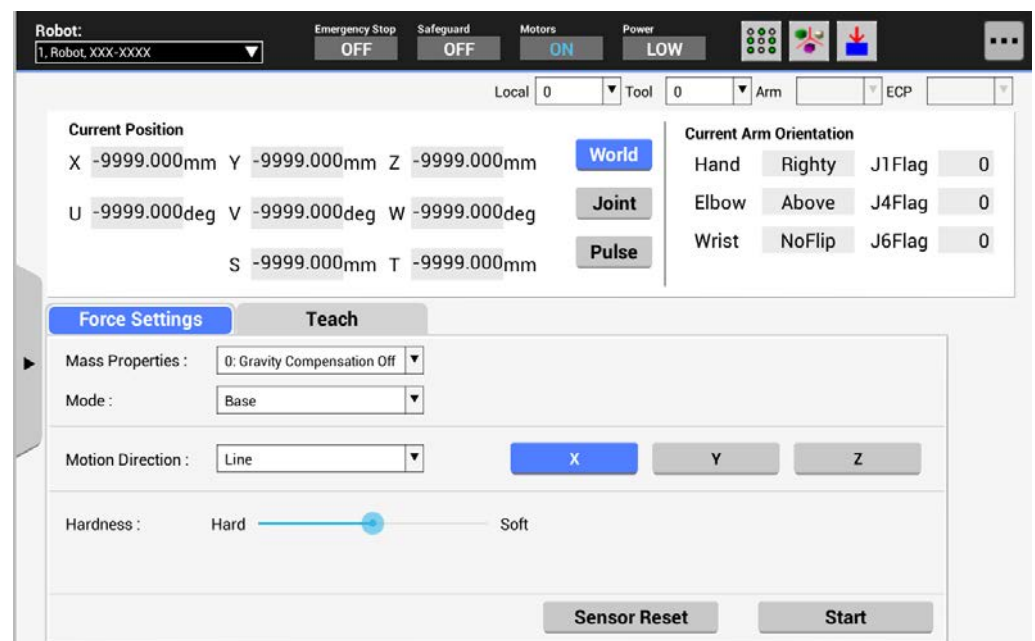 Robot: Emergency Stop Safeguard Motors Power
1, Robot, XXX-XXXX OFF OFF ON LOW
Local 0 Tool 0 Arm ECP
Current Position Current Arm Orientation
X -9999.000mm Y -9999.000mm Z -9999.000mm World Hand Righty J1Flag 0
U -9999.000deg V -9999.000deg W -9999.000deg Joint Elbow Above J4Flag 0
S -9999.000mm T -9999.000mm Pulse Wrist NoFlip J6Flag 0
Force Settings Teach
Mass Properties : 0: Gravity Compensation Off
Mode : Base
Motion Direction : Line X Y Z
Hardness : Hard Soft
Sensor Reset Start